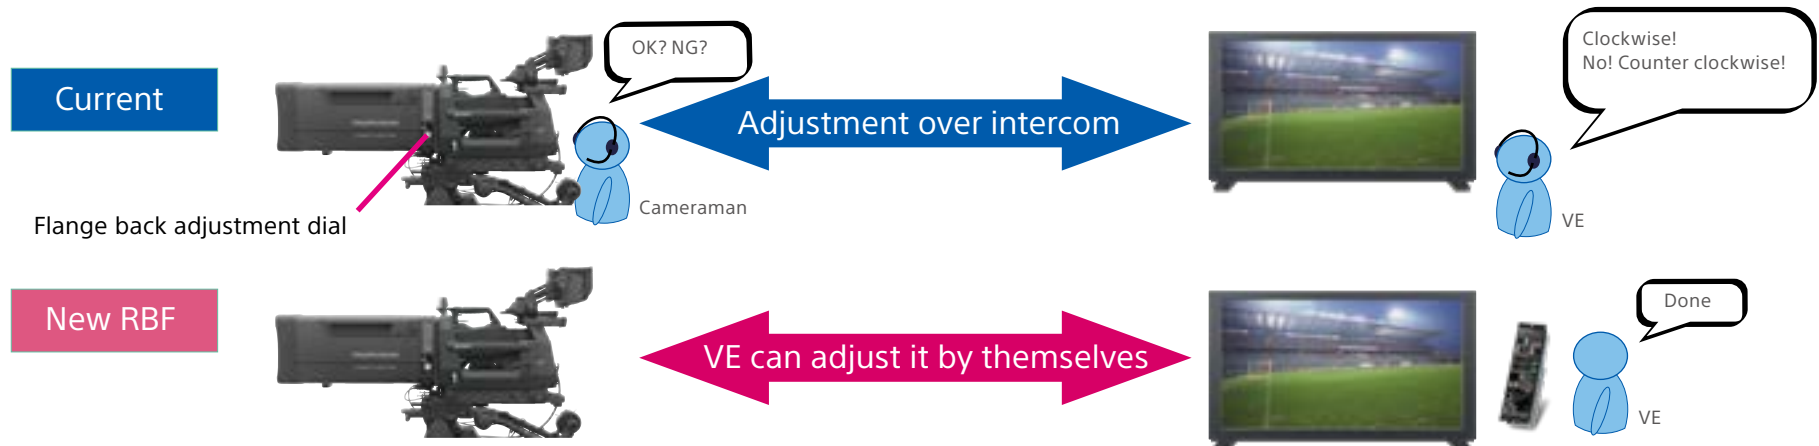 OK? NG?
Clockwise!
No! Counter clockwise!
Current
Adjustment over intercom
Cameraman
Flange back adjustment dial
VE
New RBF
Done
VE can adjust it by themselves
VE